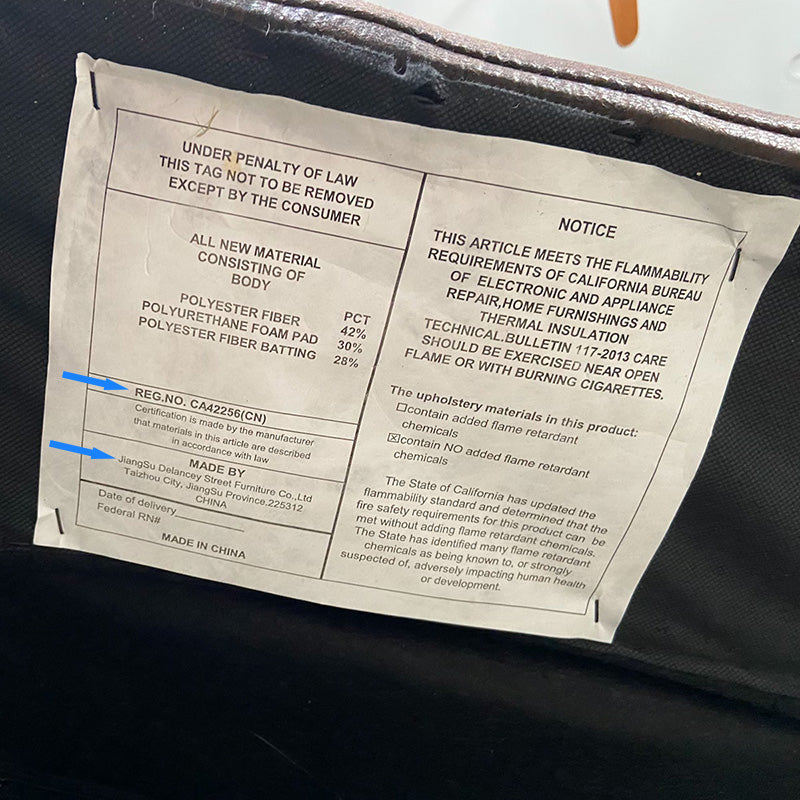 UNDER PENALTY OF LAW
THIS TAG NOT TO BE REMOVED
EXCEPT BY THE CONSUMER
ALL NEW MATERIAL
CONSISTING OF
BODY
PCT
POLYESTER FIBER 42%
POLYURETHANE FOAM PAD 30%
POLYESTER FIBER BATTING 28%
REG.NO. CA42256(CN)
Certification is made by the manufacturer
that materials in this article are described
in accordance with law
MADE BY
JiangSu Delancey Street Furniture Co.,Ltd
Taizhou City, JiangSu Province.225312
CHINA
Date of delivery
Federal RN#
MADE IN CHINA
NOTICE
THIS ARTICLE MEETS THE FLAMMABILITY
REQUIREMENTS OF CALIFORNIA BUREAU
OF ELECTRONIC AND APPLIANCE
REPAIR,HOME FURNISHINGS AND
THERMAL INSULATION
TECHNICAL.BULLETIN 117-2013 CARE
SHOULD BE EXERCISED NEAR OPEN
FLAME OR WITH BURNING CIGARETTES.
The upholstery materials in this product:
☐contain added flame retardant
chemicals
☒contain NO added flame retardant
chemicals
The State of California has updated the
flammability standard and determined that the
fire safety requirements for this product can be
met without adding flame retardant chemicals.
The State has identified many flame retardant
chemicals as being known to, or strongly
suspected of, adversely impacting human health
or development.